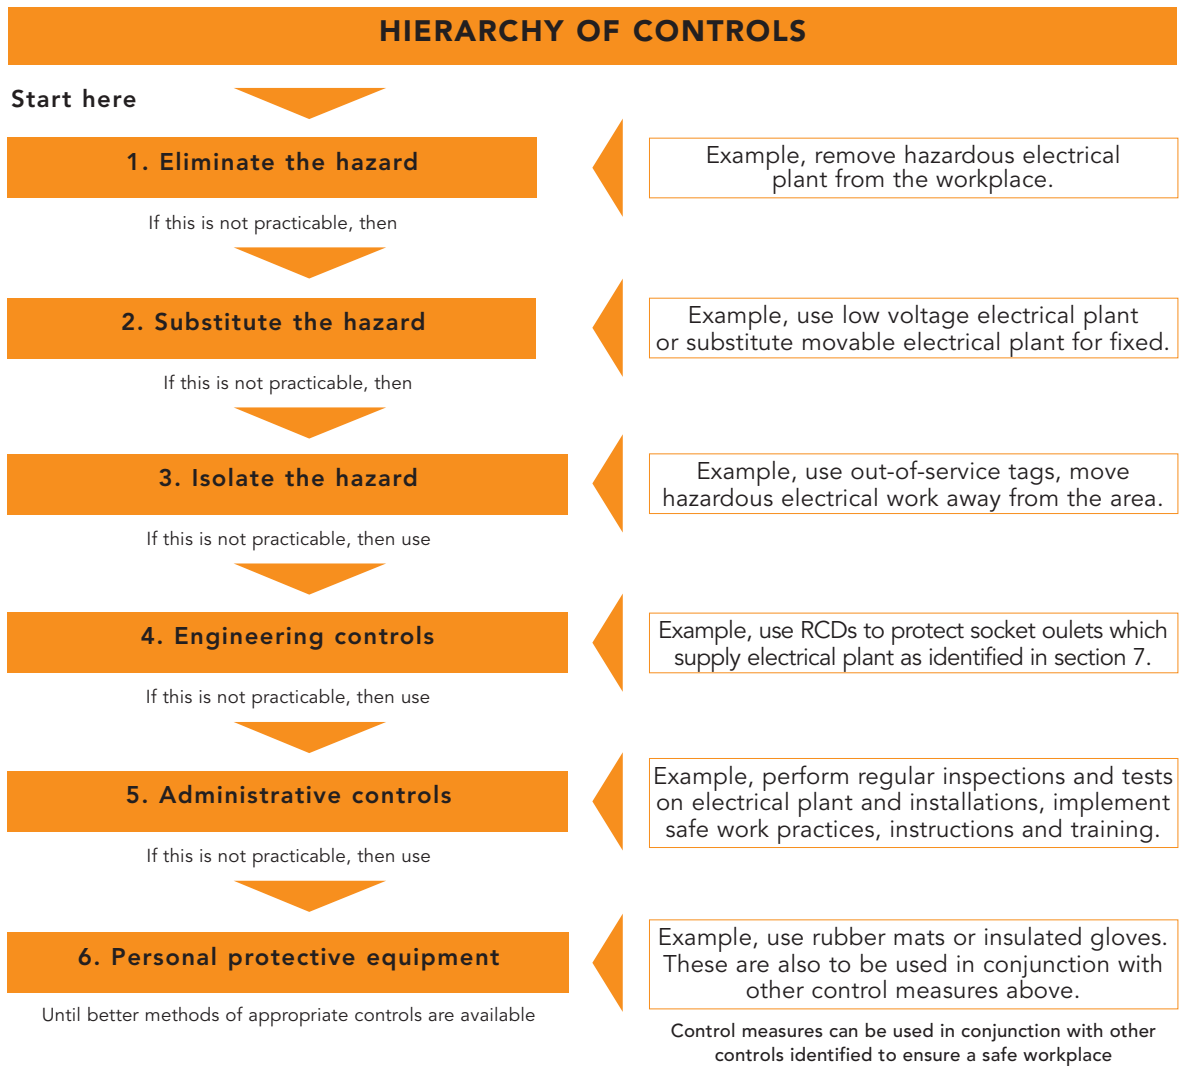 HIERARCHY OF CONTROLS
Start here
1. Eliminate the hazard
Example, remove hazardous electrical
plant from the workplace.
If this is not practicable, then
2. Substitute the hazard
Example, use low voltage electrical plant
or substitute movable electrical plant for fixed.
If this is not practicable, then
3. Isolate the hazard
Example, use out-of-service tags, move
hazardous electrical work away from the area.
If this is not practicable, then use
4. Engineering controls
Example, use RCDs to protect socket oulets which
supply electrical plant as identified in section 7.
If this is not practicable, then use
5. Administrative controls
Example, perform regular inspections and tests
on electrical plant and installations, implement
safe work practices, instructions and training.
If this is not practicable, then use
6. Personal protective equipment
Example, use rubber mats or insulated gloves.
These are also to be used in conjunction with
other control measures above.
Until better methods of appropriate controls are available
Control measures can be used in conjunction with other
controls identified to ensure a safe workplace